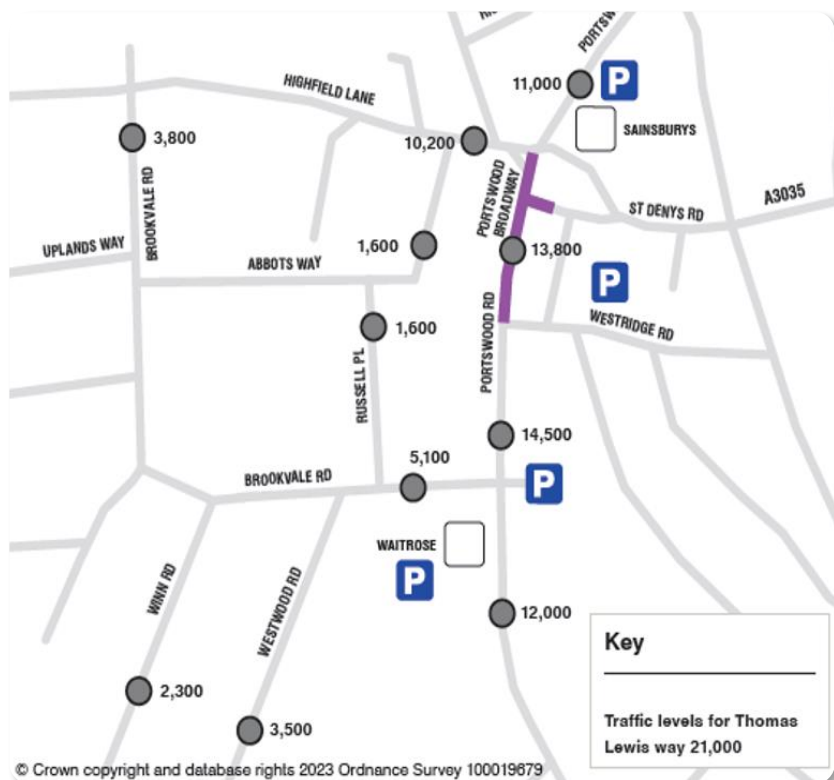 PORTSW
11,000
P
SAINSBURYS
HIGHFIELD LANE
3,800
10,200
PORTSWOOD
BROADWAY
ST DENYS RD
A3035
BROOKVALE RD
UPLANDS WAY
1,600
13,800
ABBOTS WAY
P
WESTRIDGE RD
1,600
PORTSWOOD RD
RUSSELL PL
14,500
5,100
BROOKVALE RD
P
WAITROSE
P
WINN RD
WESTWOOD RD
12,000
2,300
3,500
Key
Traffic levels for Thomas
Lewis way 21,000
© Crown copyright and database rights 2023 Ordnance Survey 100019679